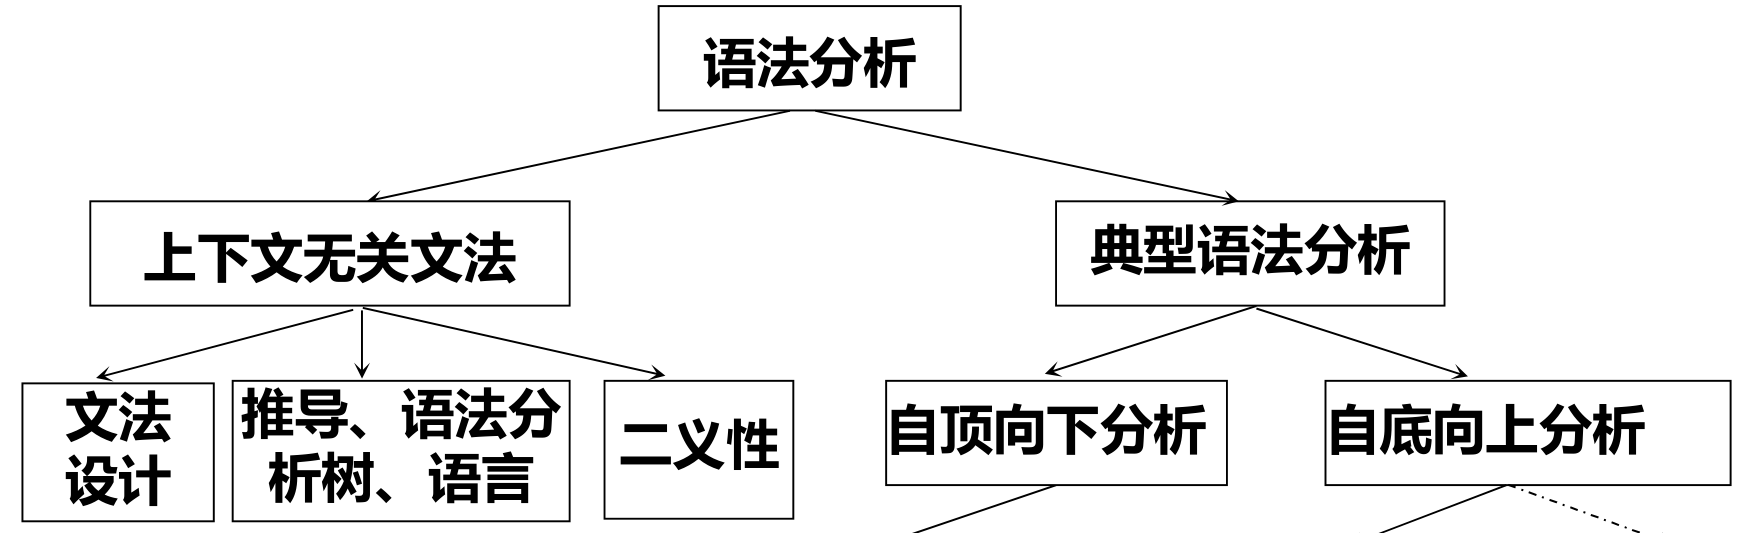 语法分析
上下文无关文法
典型语法分析
文法
设计
推导、语法分
析树、语言
二义性
自顶向下分析
自底向上分析